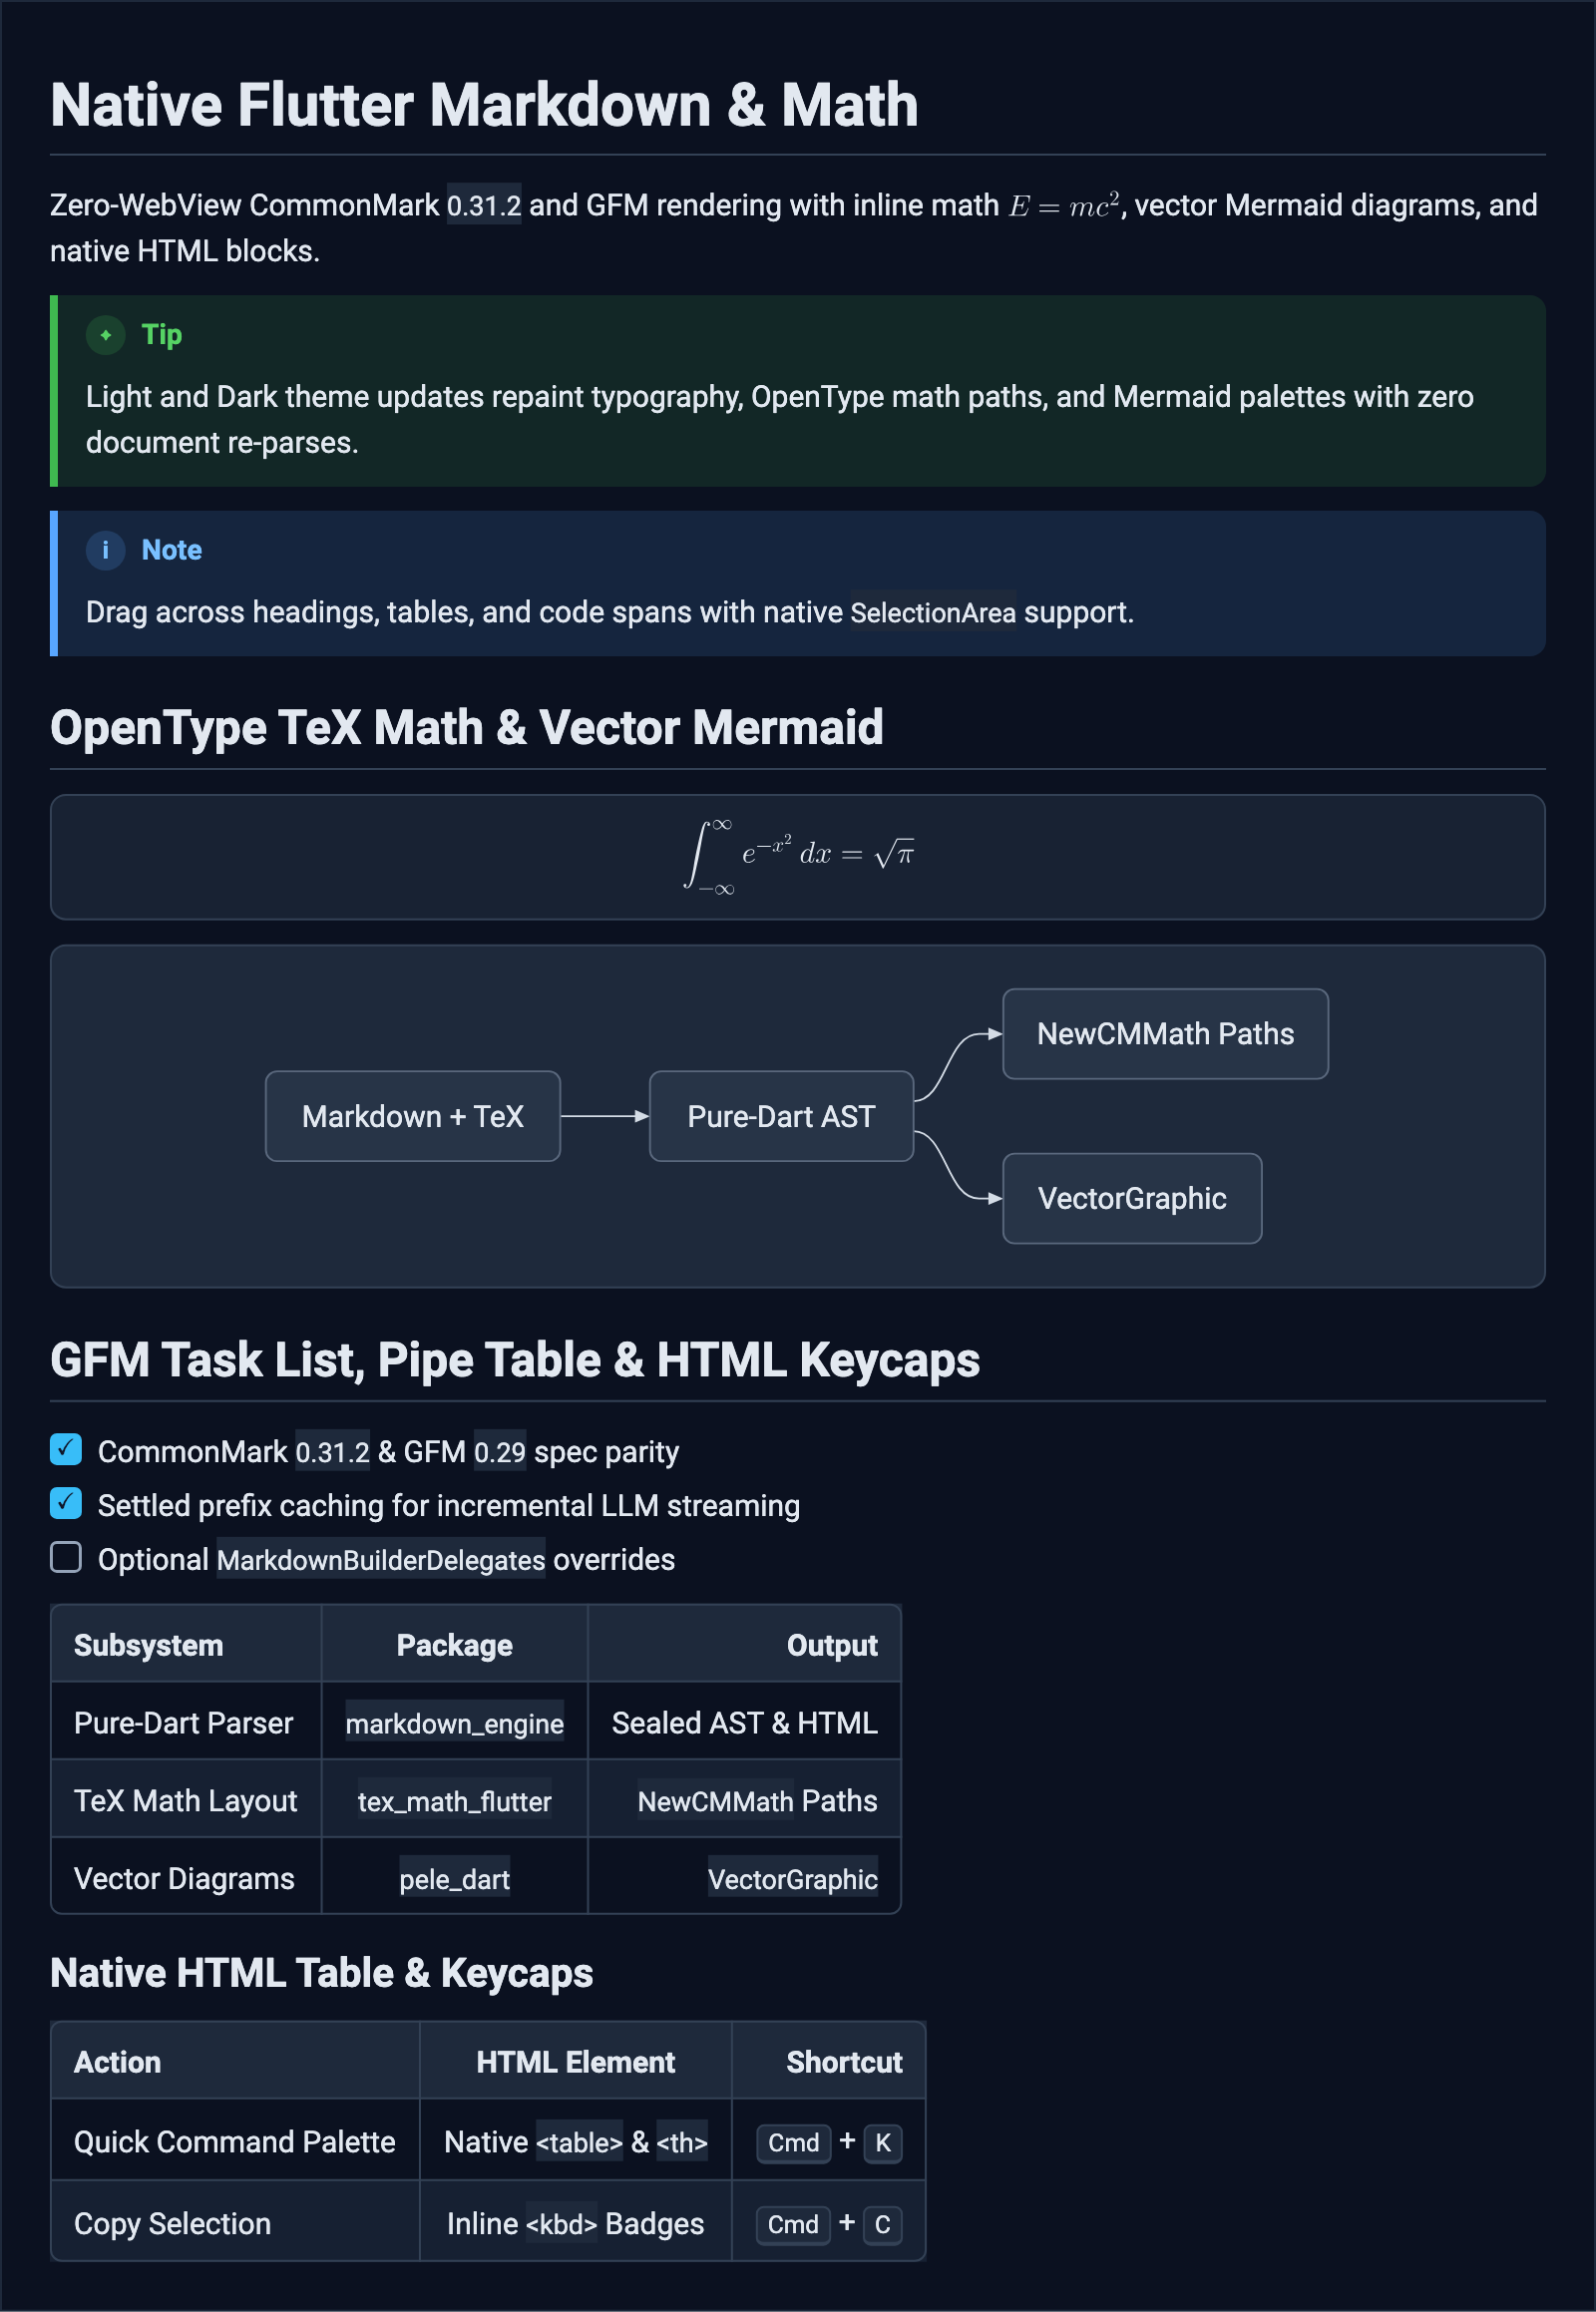 Native Flutter Markdown & Math
Zero-WebView CommonMark 0.31.2 and GFM rendering with inline math E = mc², vector Mermaid diagrams, and
native HTML blocks.
✦ Tip
Light and Dark theme updates repaint typography, OpenType math paths, and Mermaid palettes with zero
document re-parses.
i Note
Drag across headings, tables, and code spans with native SelectionArea support.
OpenType TeX Math & Vector Mermaid
∫_{-∞}^{∞} e^{-x²} dx = √π
NewCMMath Paths
Markdown + TeX
Pure-Dart AST
VectorGraphic
GFM Task List, Pipe Table & HTML Keycaps
✓ CommonMark 0.31.2 & GFM 0.29 spec parity
✓ Settled prefix caching for incremental LLM streaming
Optional MarkdownBuilderDelegates overrides
Subsystem Package Output
Pure-Dart Parser markdown_engine Sealed AST & HTML
TeX Math Layout tex_math_flutter NewCMMath Paths
Vector Diagrams pele_dart VectorGraphic
Native HTML Table & Keycaps
Action HTML Element Shortcut
Quick Command Palette Native <table> & <th> Cmd + K
Copy Selection Inline <kbd> Badges Cmd + C